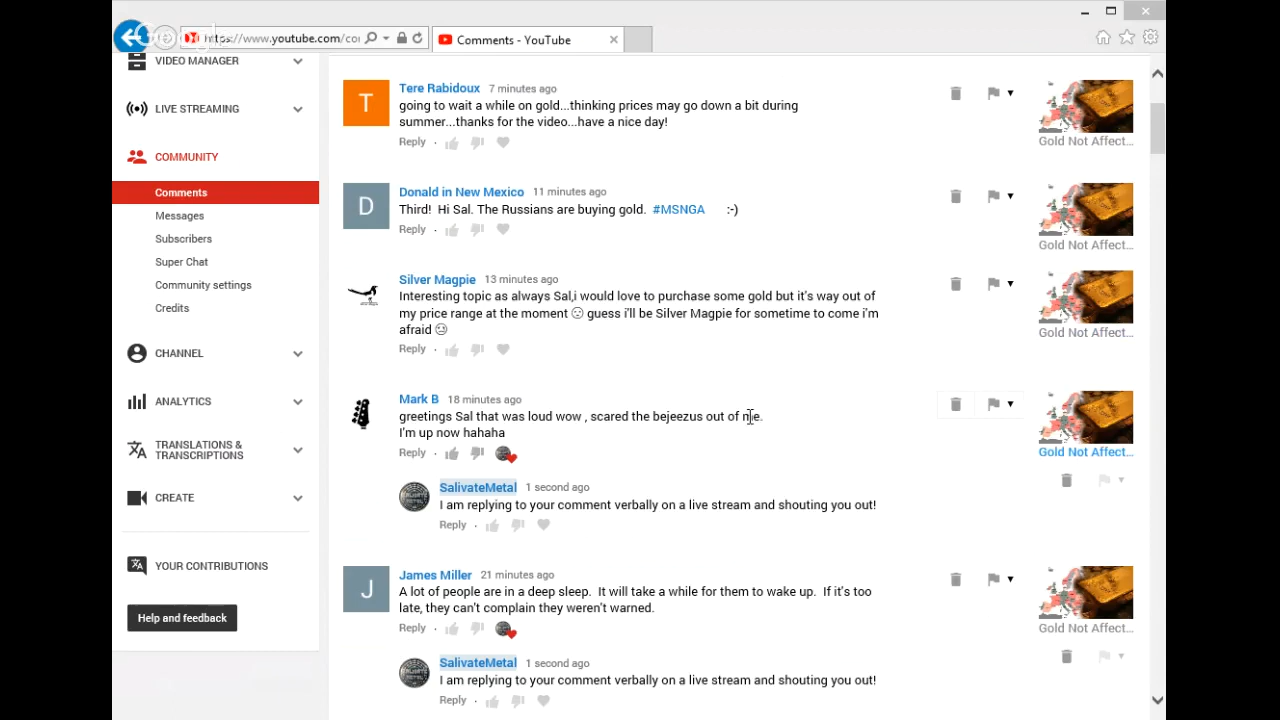 Google
https://www.youtube.com/co
Comments - YouTube
VIDEO MANAGER
LIVE STREAMING
COMMUNITY
Comments
Messages
Subscribers
Super Chat
Community settings
Credits
CHANNEL
ANALYTICS
TRANSLATIONS &
TRANSCRIPTIONS
CREATE
YOUR CONTRIBUTIONS
Help and feedback
T
Tere Rabidoux 7 minutes ago
going to wait a while on gold...thinking prices may go down a bit during
summer...thanks for the video...have a nice day!
Reply
Gold Not Affect...
D
Donald in New Mexico 11 minutes ago
Third! Hi Sal. The Russians are buying gold. #MSNGA :-)
Reply
Gold Not Affect...
Silver Magpie 13 minutes ago
Interesting topic as always Sal,i would love to purchase some gold but it's way out of
my price range at the moment 🙁 guess i'll be Silver Magpie for sometime to come i'm
afraid 😢
Reply
Gold Not Affect...
Mark B 18 minutes ago
greetings Sal that was loud wow , scared the bejeezus out of me.
I'm up now hahaha
Reply
Gold Not Affect...
SalivateMetal 1 second ago
I am replying to your comment verbally on a live stream and shouting you out!
Reply
J
James Miller 21 minutes ago
A lot of people are in a deep sleep. It will take a while for them to wake up. If it's too
late, they can't complain they weren't warned.
Reply
Gold Not Affect...
SalivateMetal 1 second ago
I am replying to your comment verbally on a live stream and shouting you out!
Reply